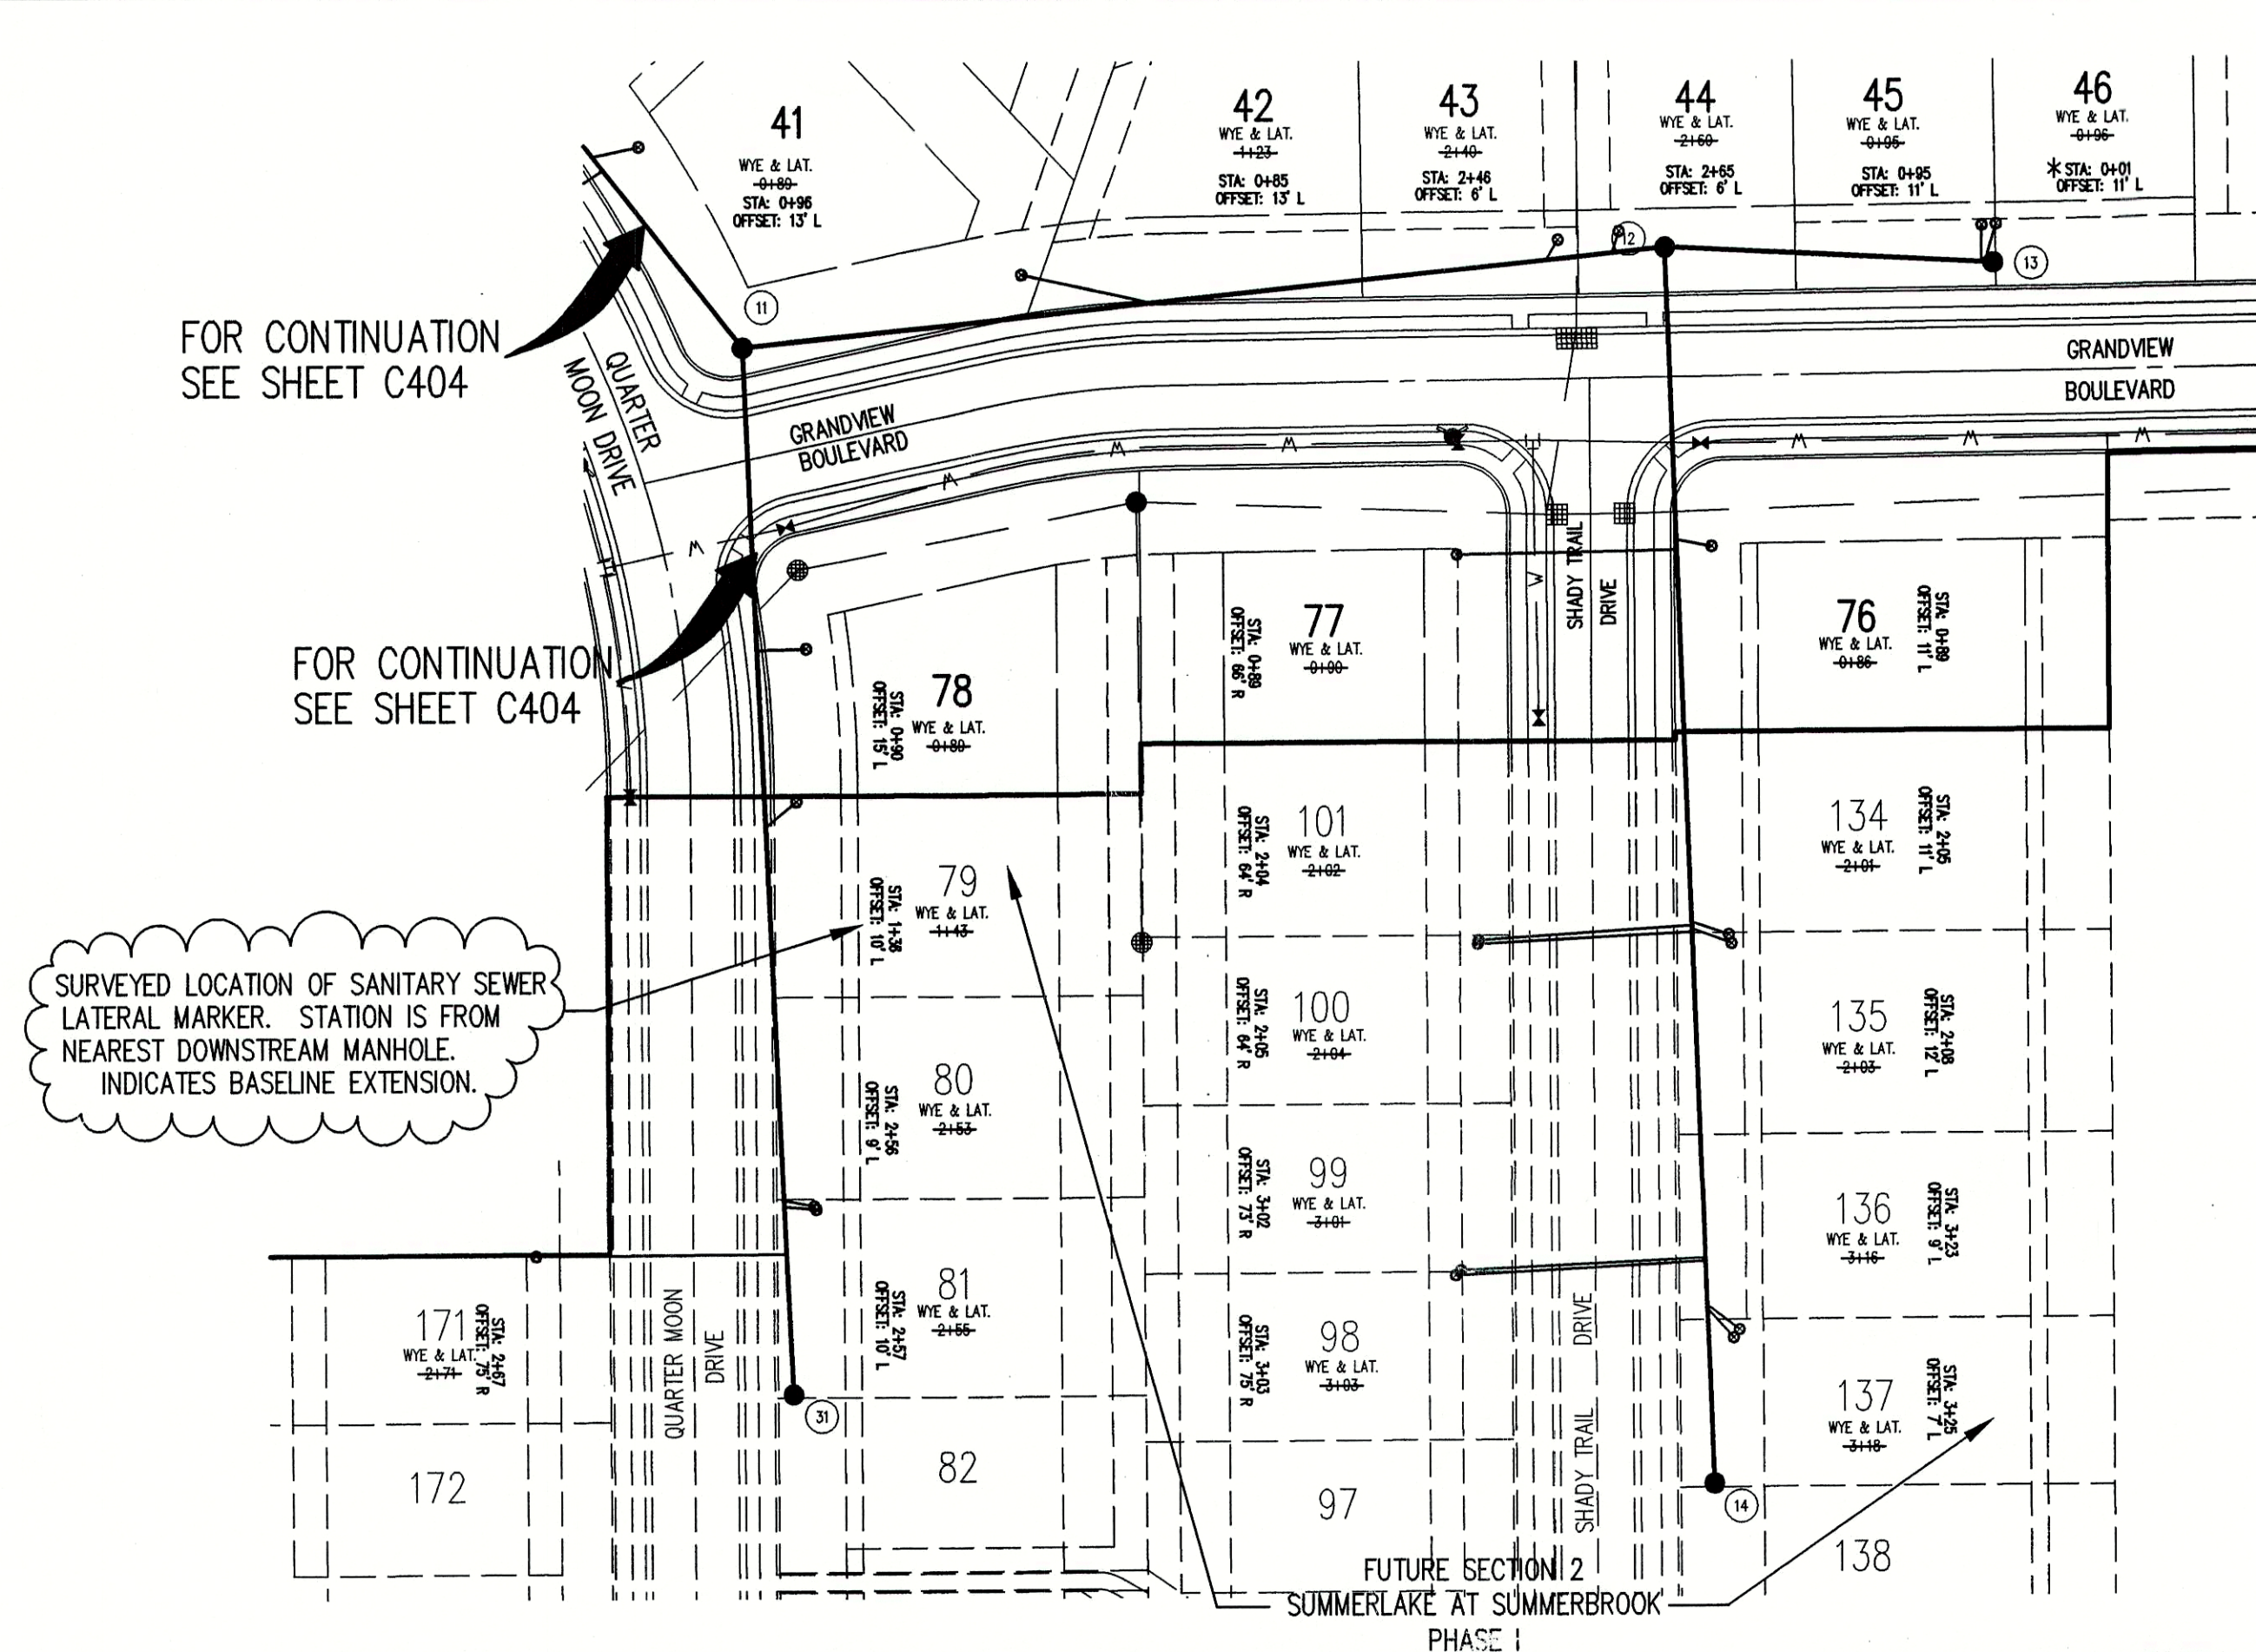 41
WYE & LAT.
0+89
STA: 0+96
OFFSET: 13' L
42
WYE & LAT.
1+23
STA: 0+85
OFFSET: 13' L
43
WYE & LAT.
2+40
STA: 2+46
OFFSET: 6' L
44
WYE & LAT.
2+60
STA: 2+65
OFFSET: 6' L
45
WYE & LAT.
0+95
STA: 0+95
OFFSET: 11' L
46
WYE & LAT.
0+96
* STA: 0+01
OFFSET: 11' L
11
12
13
FOR CONTINUATION
SEE SHEET C404
QUARTER
MOON DRIVE
GRANDVIEW
BOULEVARD
GRANDVIEW
BOULEVARD
W
W
W
W
W
W
W
W
SHADY TRAIL
DRIVE
FOR CONTINUATION
SEE SHEET C404
78
WYE & LAT.
0+89
STA: 0+90
OFFSET: 15' L
77
WYE & LAT.
0+90
STA: 0+89
OFFSET: 66' R
76
WYE & LAT.
0+86
STA: 0+89
OFFSET: 11' L
79
WYE & LAT.
1+43
STA: 1+38
OFFSET: 10' L
101
WYE & LAT.
2+02
STA: 2+04
OFFSET: 64' R
134
WYE & LAT.
2+01
STA: 2+05
OFFSET: 11' L
SURVEYED LOCATION OF SANITARY SEWER
LATERAL MARKER. STATION IS FROM
NEAREST DOWNSTREAM MANHOLE.
INDICATES BASELINE EXTENSION.
80
WYE & LAT.
2+53
STA: 2+56
OFFSET: 9' L
100
WYE & LAT.
2+04
STA: 2+05
OFFSET: 64' R
135
WYE & LAT.
2+03
STA: 2+08
OFFSET: 12' L
99
WYE & LAT.
3+01
STA: 3+02
OFFSET: 73' R
136
WYE & LAT.
3+16
STA: 3+23
OFFSET: 9' L
171
WYE & LAT.
2+71
STA: 2+67
OFFSET: 75' R
QUARTER MOON
DRIVE
81
WYE & LAT.
2+55
STA: 2+57
OFFSET: 10' L
98
WYE & LAT.
3+03
STA: 3+03
OFFSET: 75' R
SHADY TRAIL DRIVE
137
WYE & LAT.
3+18
STA: 3+25
OFFSET: 7' L
31
172
82
97
14
138
FUTURE SECTION 2
SUMMERLAKE AT SUMMERBROOK
PHASE 1